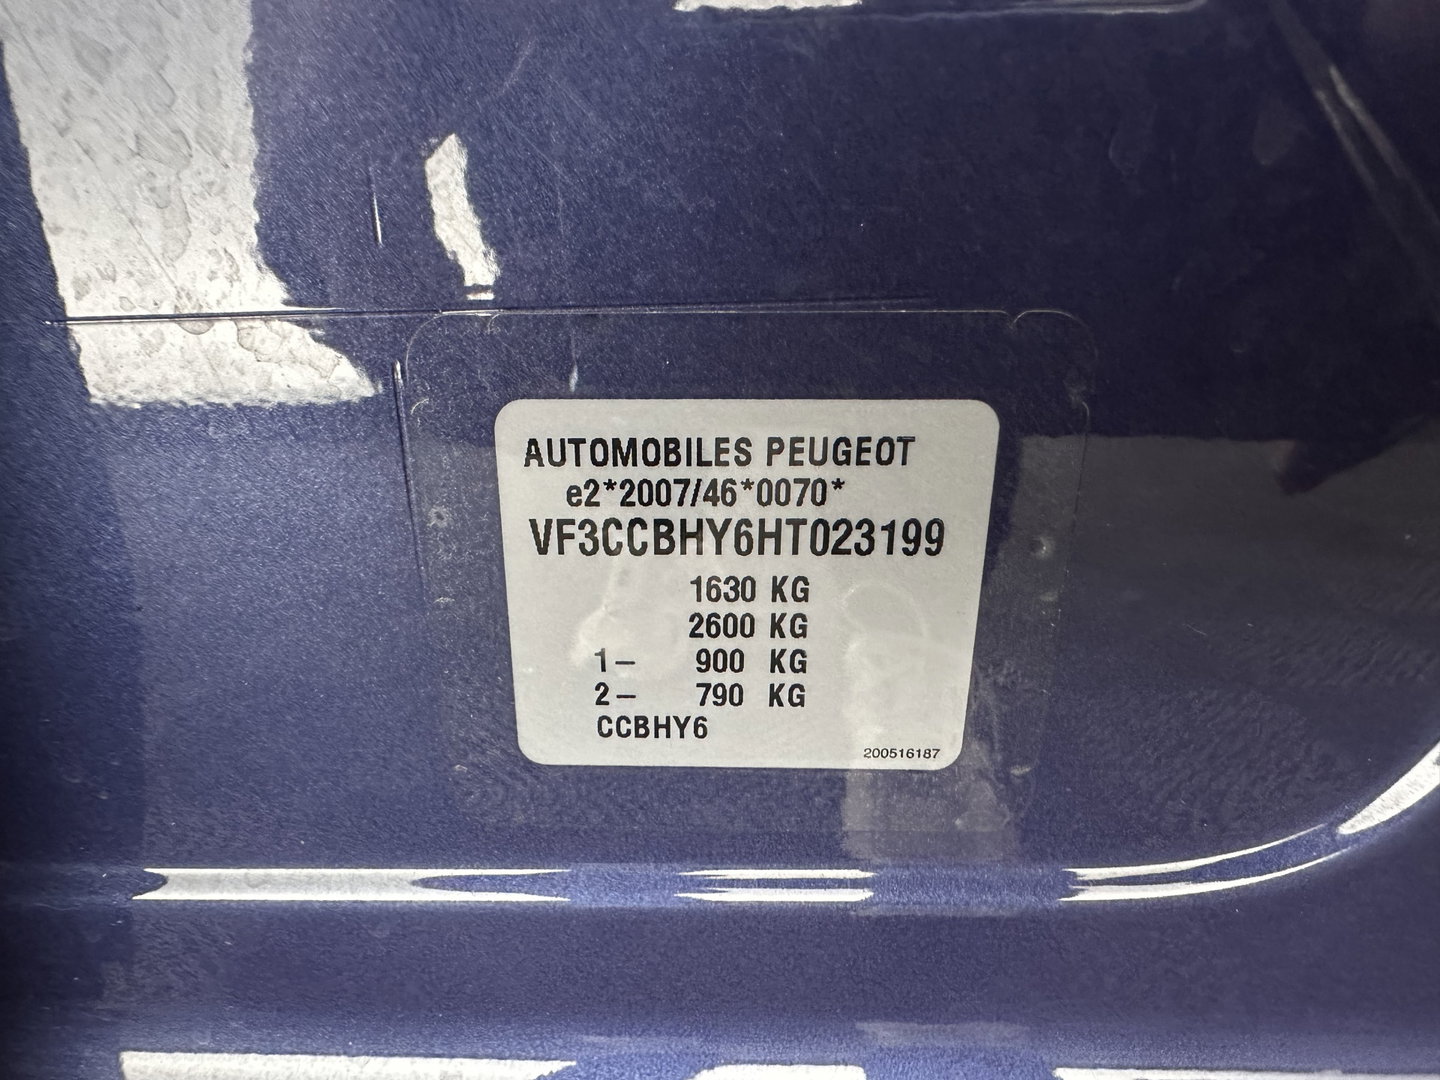 AUTOMOBILES PEUGEOT
e2*2007/46*0070*
VF3CCBHY6HT023199
1630 KG
2600 KG
1– 900 KG
2– 790 KG
CCBHY6
200516187